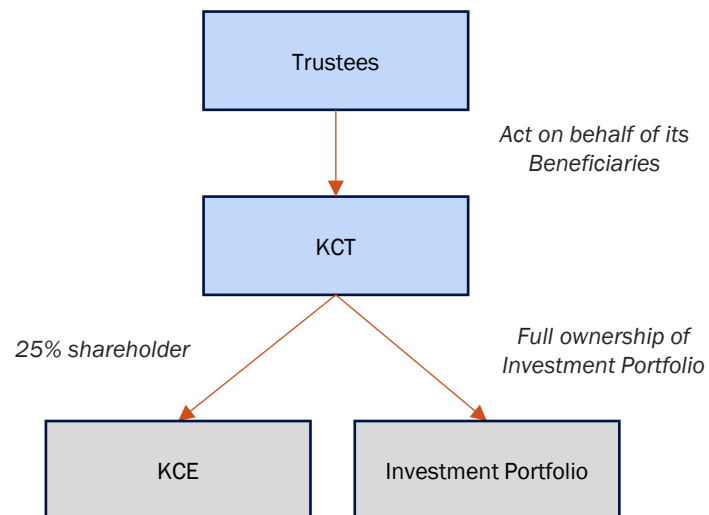 Trustees
Act on behalf of its
Beneficiaries
KCT
25% shareholder
Full ownership of
Investment Portfolio
KCE
Investment Portfolio